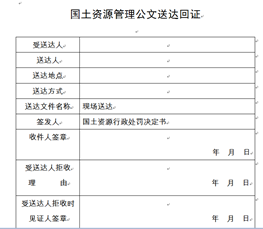 国土资源管理公文送达回证
受送达人
送达人
送达地点
送达方式
送达文件名称 现场送达
签发人 国土资源行政处罚决定书
收件人签章
年 月 日
受送达人拒收
理 由 年 月 日
受送达人拒收时
见证人签章 年 月 日